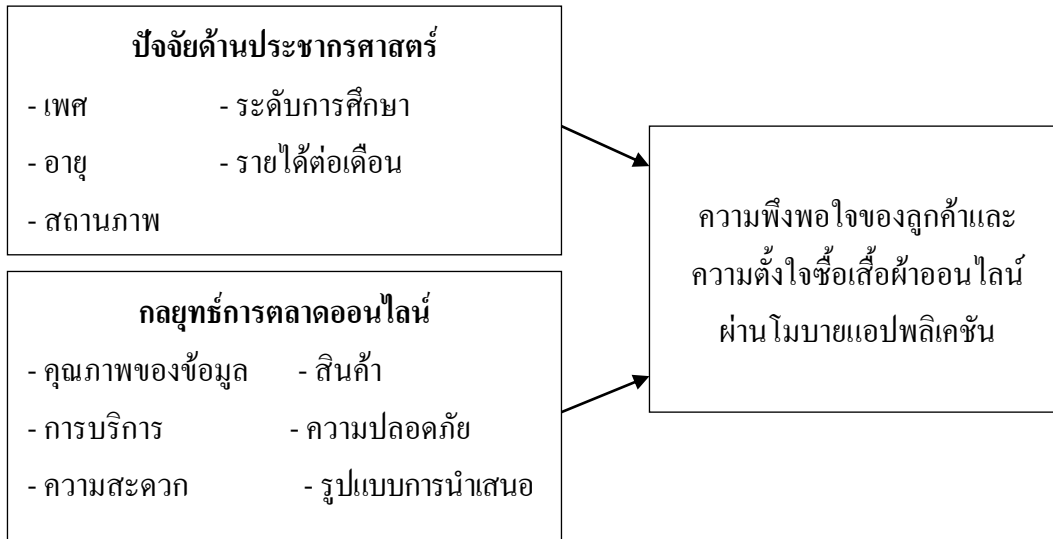 ปัจจัยด้านประชากรศาสตร์
- เพศ - ระดับการศึกษา
- อายุ - รายได้ต่อเดือน
- สถานภาพ
กลยุทธ์การตลาดออนไลน์
- คุณภาพของข้อมูล - สินค้า
- การบริการ - ความปลอดภัย
- ความสะดวก - รูปแบบการนำเสนอ
ความพึงพอใจของลูกค้าและ
ความตั้งใจซื้อเสื้อผ้าออนไลน์
ผ่านโมบายแอปพลิเคชัน